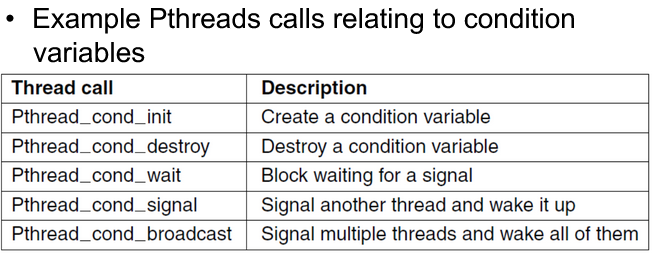 • Example Pthreads calls relating to condition
variables
Thread call Description
Pthread_cond_init Create a condition variable
Pthread_cond_destroy Destroy a condition variable
Pthread_cond_wait Block waiting for a signal
Pthread_cond_signal Signal another thread and wake it up
Pthread_cond_broadcast Signal multiple threads and wake all of them